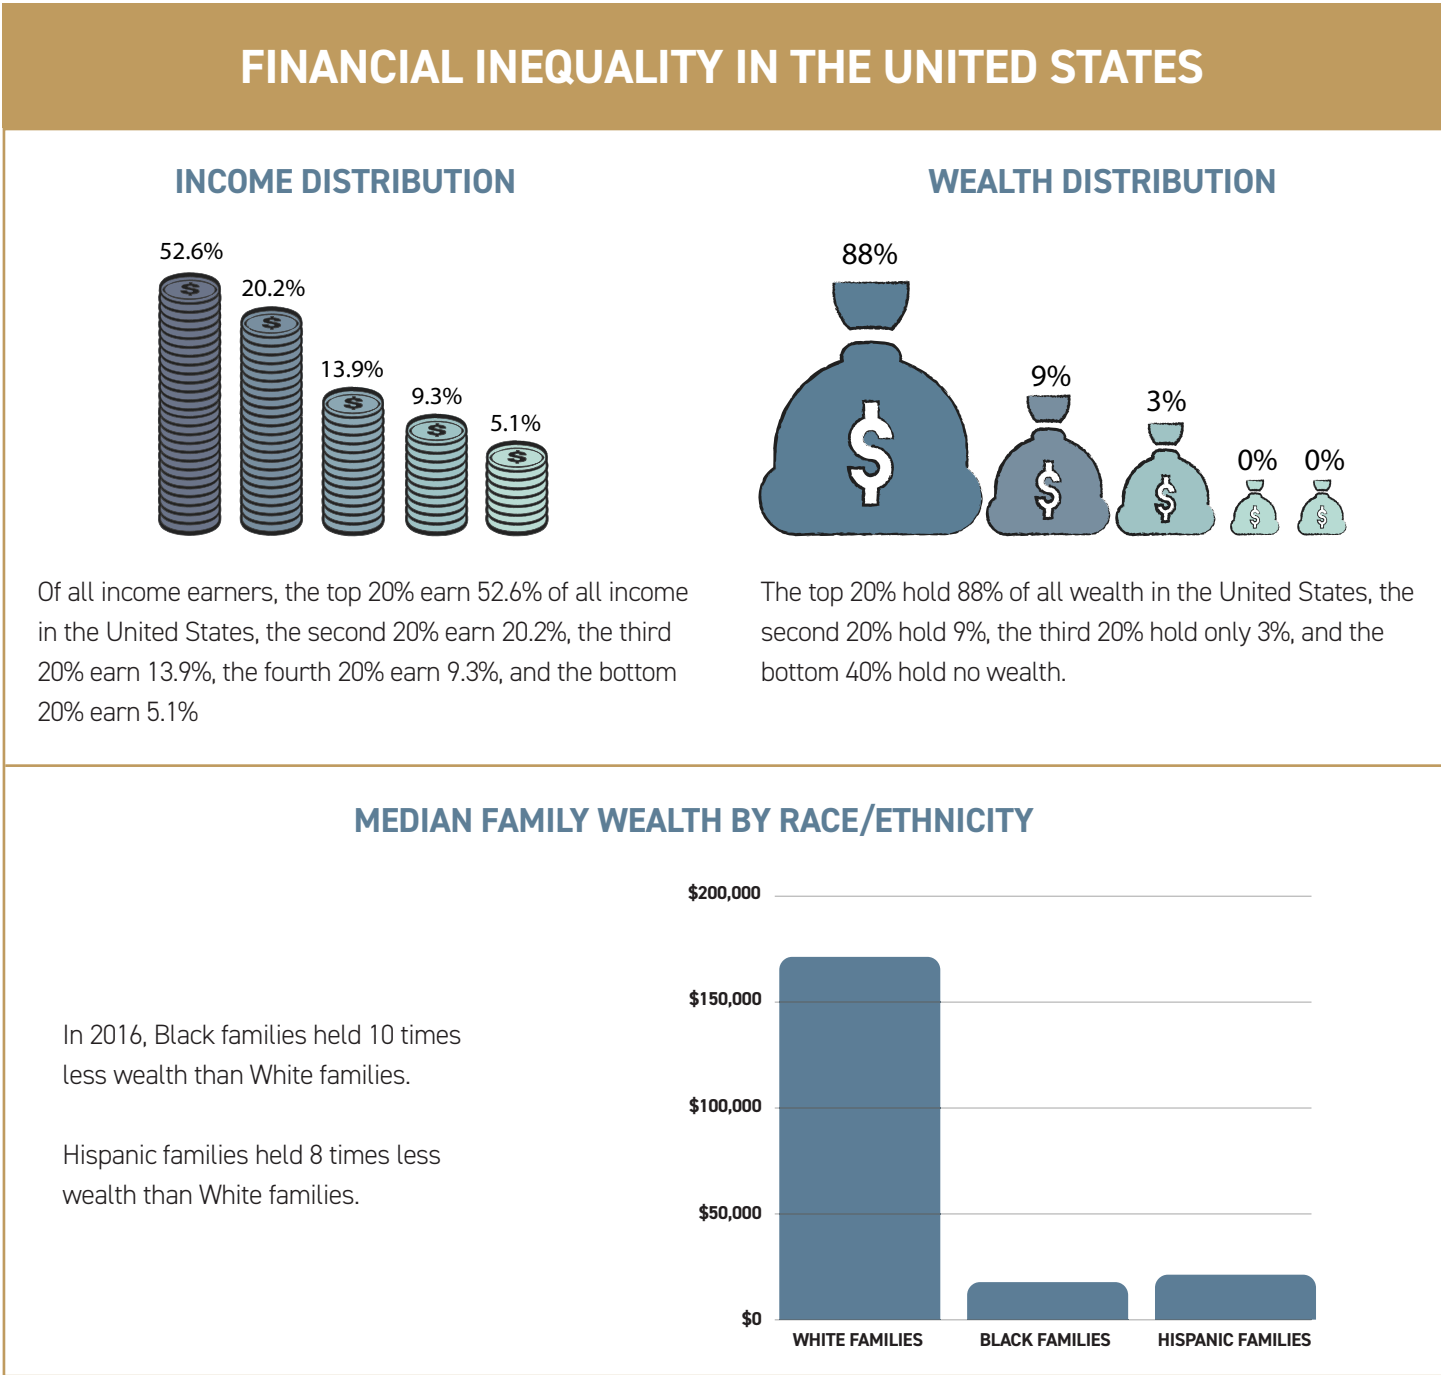 FINANCIAL INEQUALITY IN THE UNITED STATES
INCOME DISTRIBUTION
52.6%
20.2%
13.9%
9.3%
5.1%
$
$
$
$
$
Of all income earners, the top 20% earn 52.6% of all income
in the United States, the second 20% earn 20.2%, the third
20% earn 13.9%, the fourth 20% earn 9.3%, and the bottom
20% earn 5.1%
WEALTH DISTRIBUTION
88%
9%
3%
0%
0%
$
$
$
$
$
The top 20% hold 88% of all wealth in the United States, the
second 20% hold 9%, the third 20% hold only 3%, and the
bottom 40% hold no wealth.
MEDIAN FAMILY WEALTH BY RACE/ETHNICITY
In 2016, Black families held 10 times
less wealth than White families.
Hispanic families held 8 times less
wealth than White families.
$200,000
$150,000
$100,000
$50,000
$0
WHITE FAMILIES
BLACK FAMILIES
HISPANIC FAMILIES